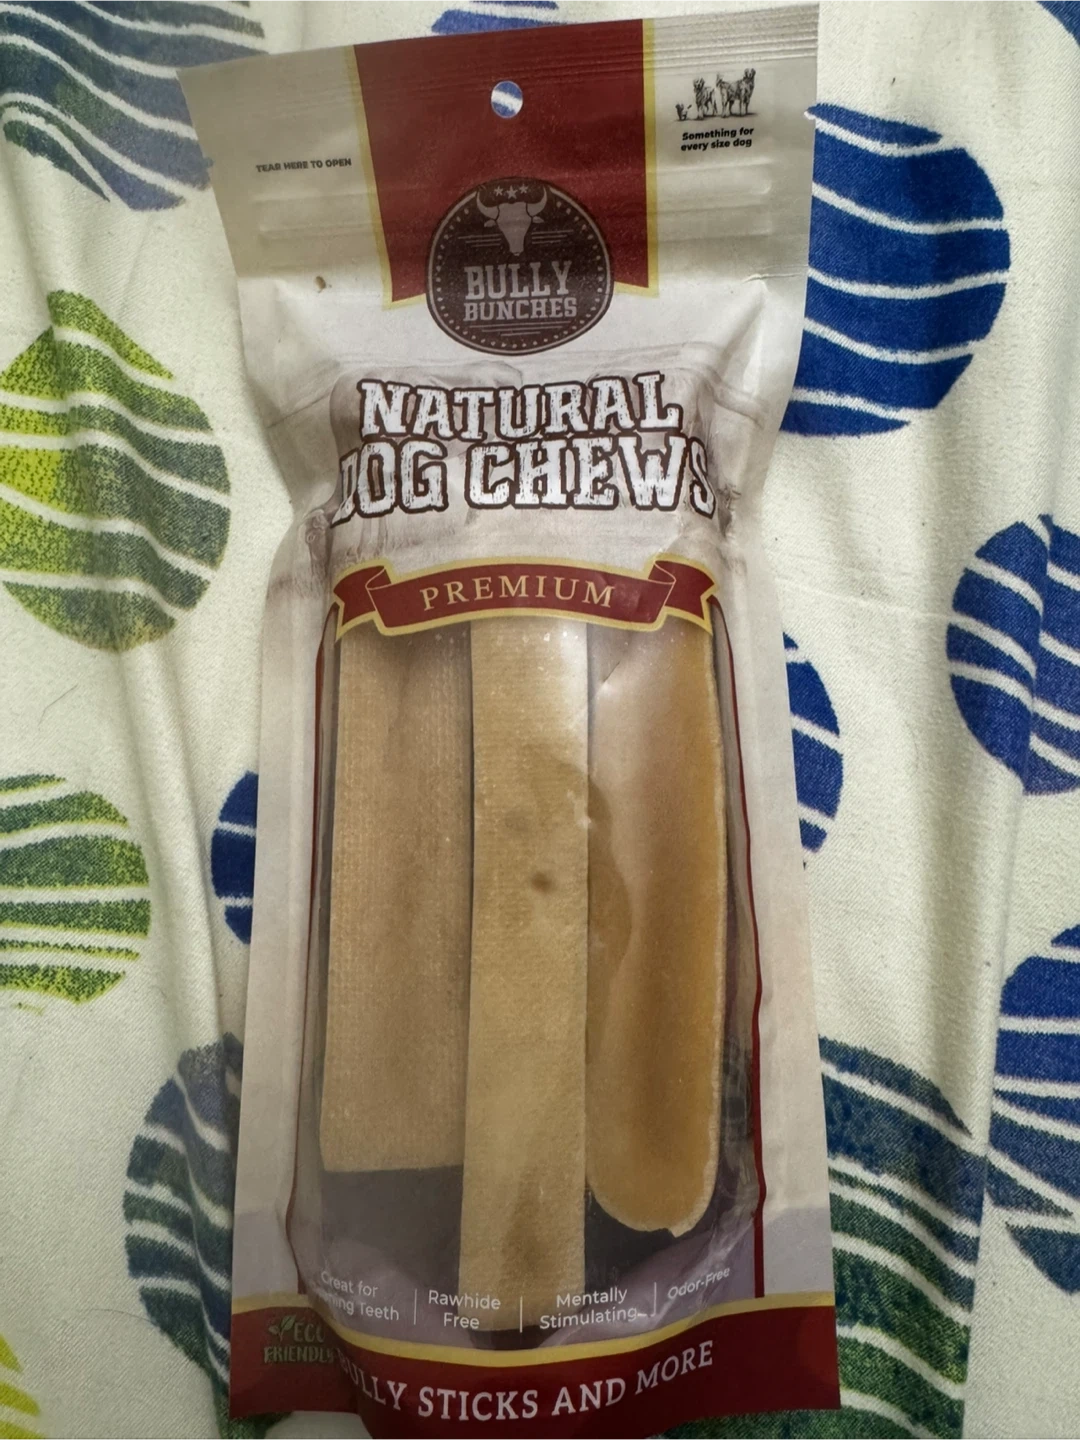 TEAR HERE TO OPEN
Something for
every size dog
BULLY
BUNCHES
NATURAL
DOG CHEWS
PREMIUM
Great for
Teeth
Rawhide
Free
Mentally
Stimulating
Odor-Free
ECO
FRIENDLY
BULLY STICKS AND MORE